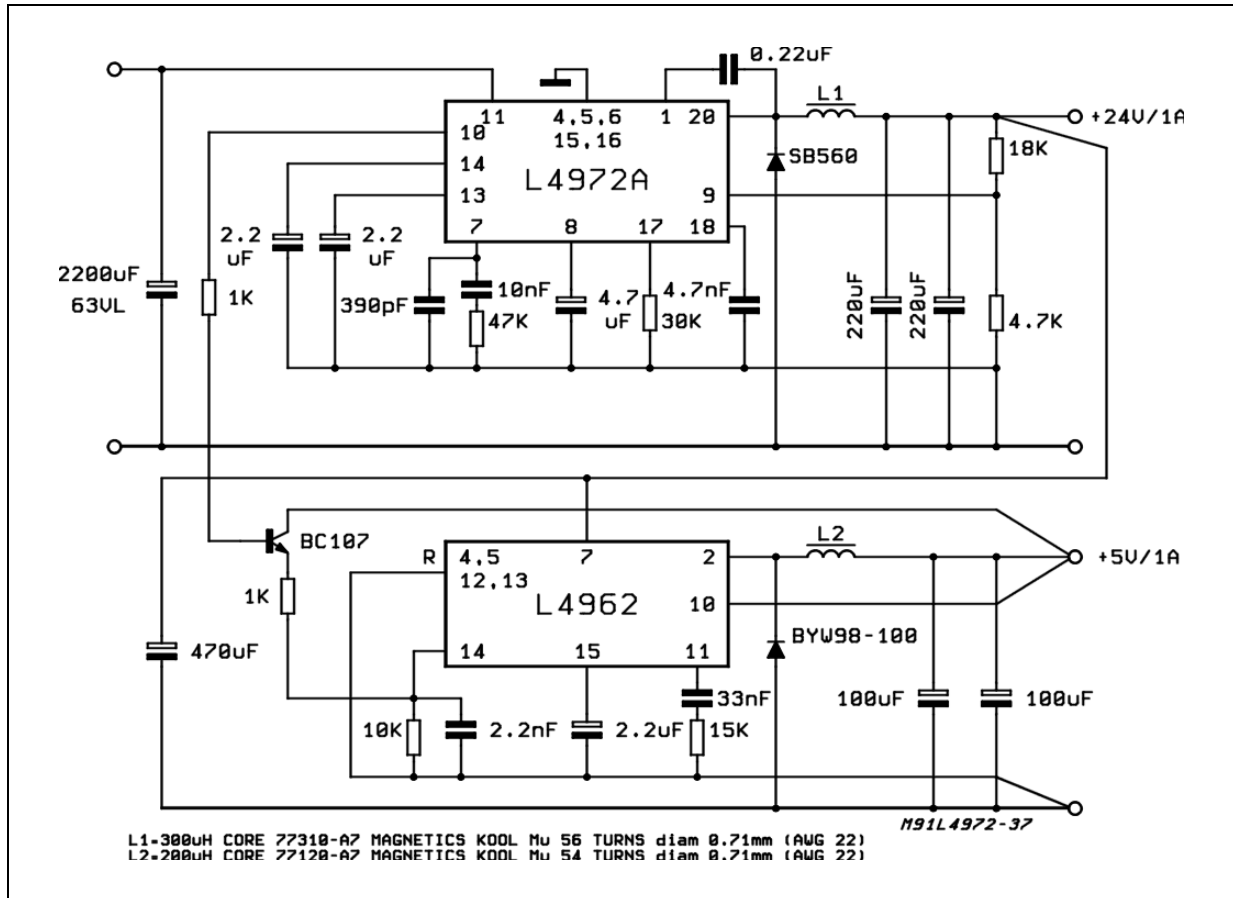 0.22uF
L1
11
4,5,6
1
20
+24V/1A
10
15,16
18K
14
SB560
L4972A
13
9
7
8
17
18
2.2
uF
2.2
uF
2200uF
63VL
1K
390pF
10nF
47K
4.7
uF
4.7nF
30K
220uF
220uF
4.7K
BC107
L2
R
4,5
7
2
+5V/1A
12,13
1K
L4962
10
BYW98-100
470uF
14
15
11
33nF
100uF
100uF
10K
2.2nF
2.2uF
15K
M91L4972-37
L1=300uH CORE 77310-A7 MAGNETICS KOOL Mu 56 TURNS diam 0.71mm (AWG 22)
L2=200uH CORE 77120-A7 MAGNETICS KOOL Mu 54 TURNS diam 0.71mm (AWG 22)